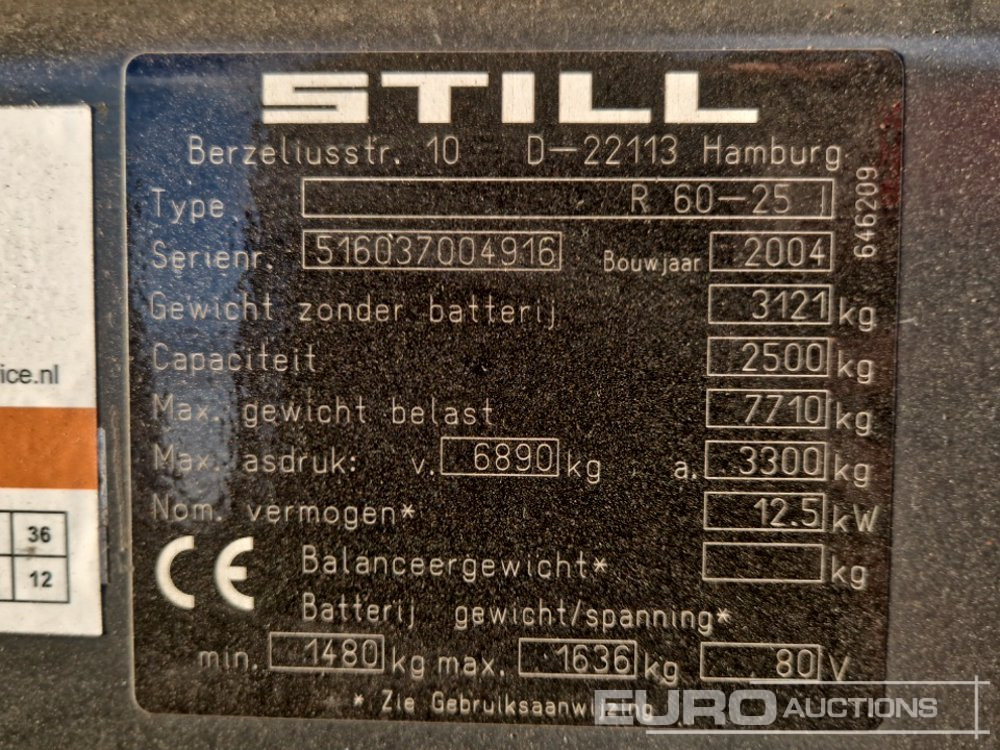 STILL
Berzeliusstr. 10 D-22113 Hamburg
Type R 60-25 I
646209
Serienr. 516037004916 Bouwjaar 2004
Gewicht zonder batterij 3121 kg
Capaciteit 2500 kg
Max. gewicht belast 7710 kg
Max. asdruk: v. 6890 kg a. 3300 kg
Nom. vermogen* 12.5 kW
CE
Balanceergewicht* kg
Batterij gewicht/spanning*
min. 1480 kg max. 1636 kg 80 V
* Zie Gebruiksaanwijzing
ice.nl
36
12
EURO AUCTIONS